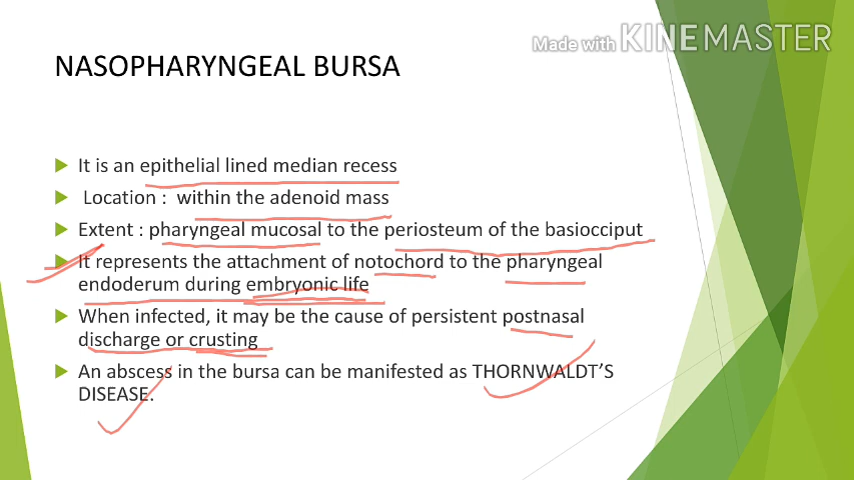 Made with KINEMASTER
NASOPHARYNGEAL BURSA
It is an epithelial lined median recess
Location : within the adenoid mass
Extent : pharyngeal mucosal to the periosteum of the basiocciput
It represents the attachment of notochord to the pharyngeal
endoderum during embryonic life
When infected, it may be the cause of persistent postnasal
discharge or crusting
An abscess in the bursa can be manifested as THORNWALDT’S
DISEASE.